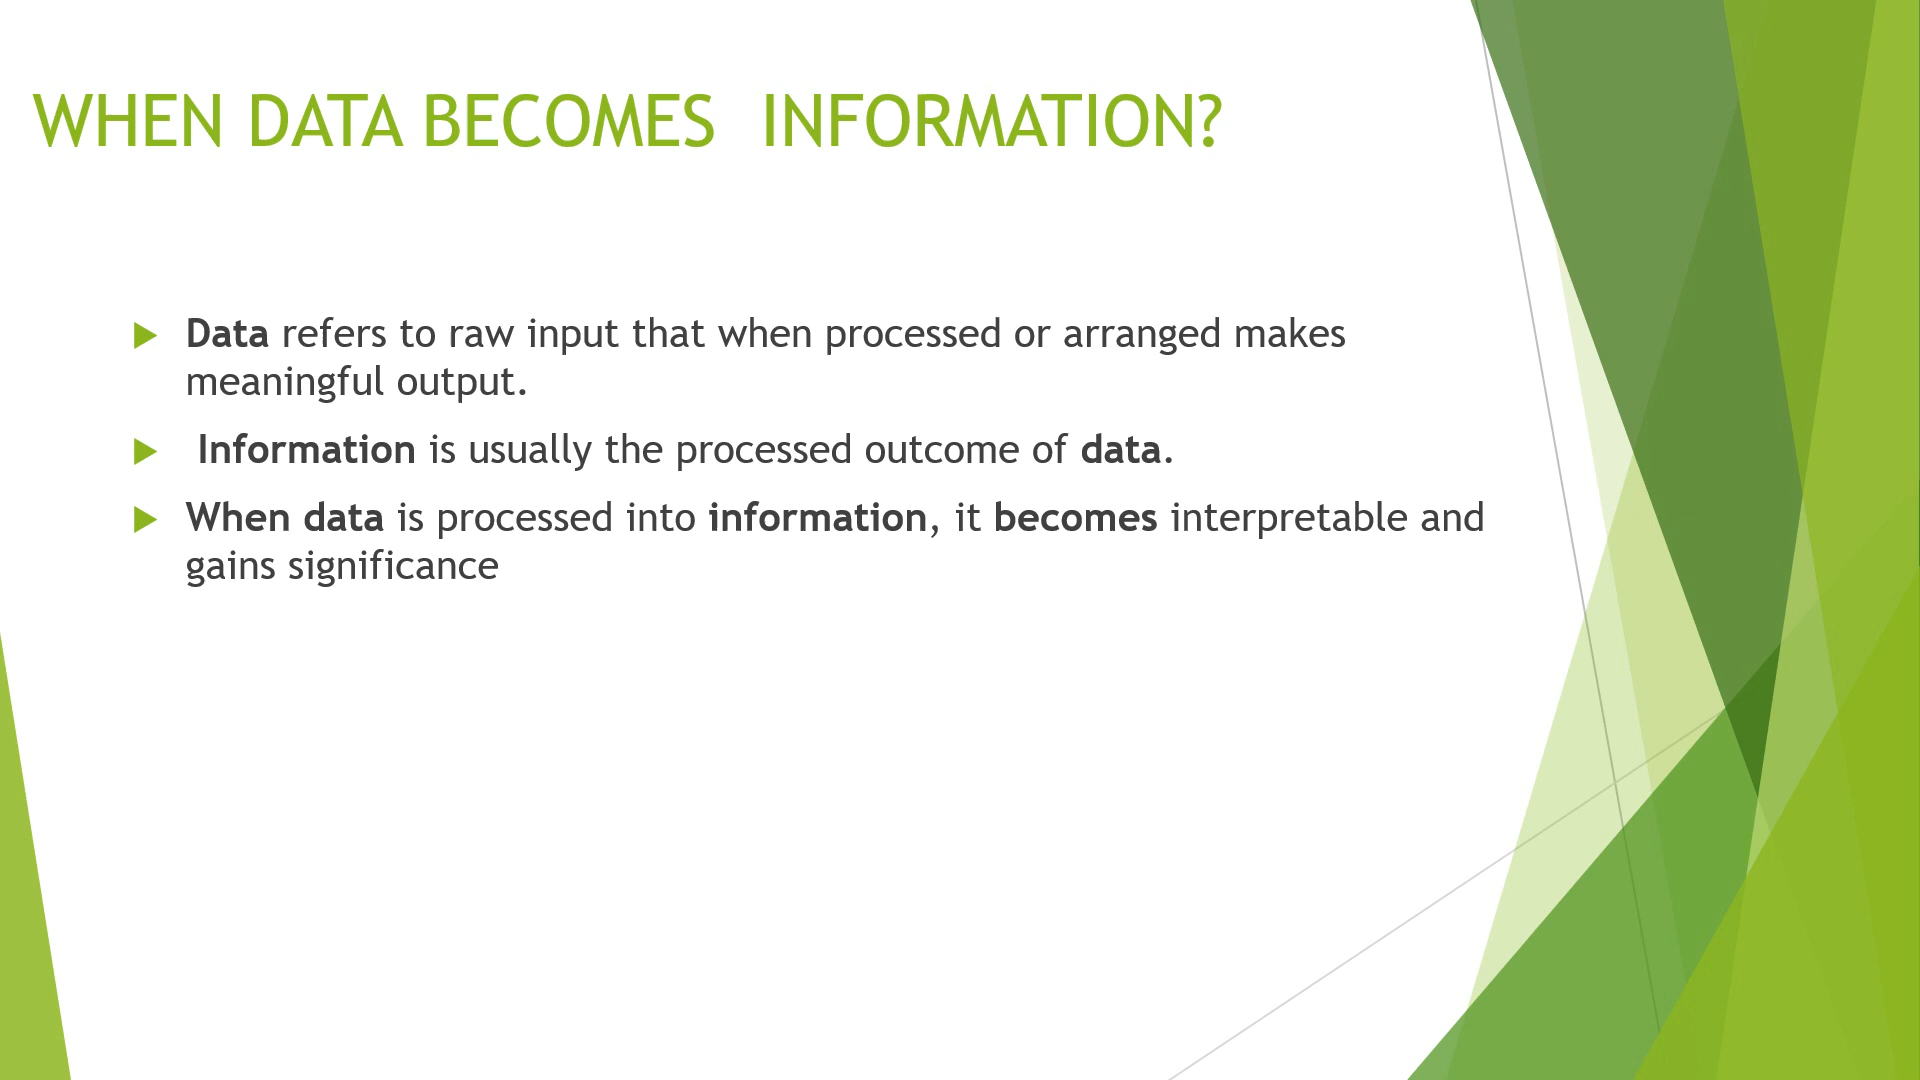 WHEN DATA BECOMES  INFORMATION?
Data refers to raw input that when processed or arranged makes
meaningful output.
Information is usually the processed outcome of data.
When data is processed into information, it becomes interpretable and
gains significance